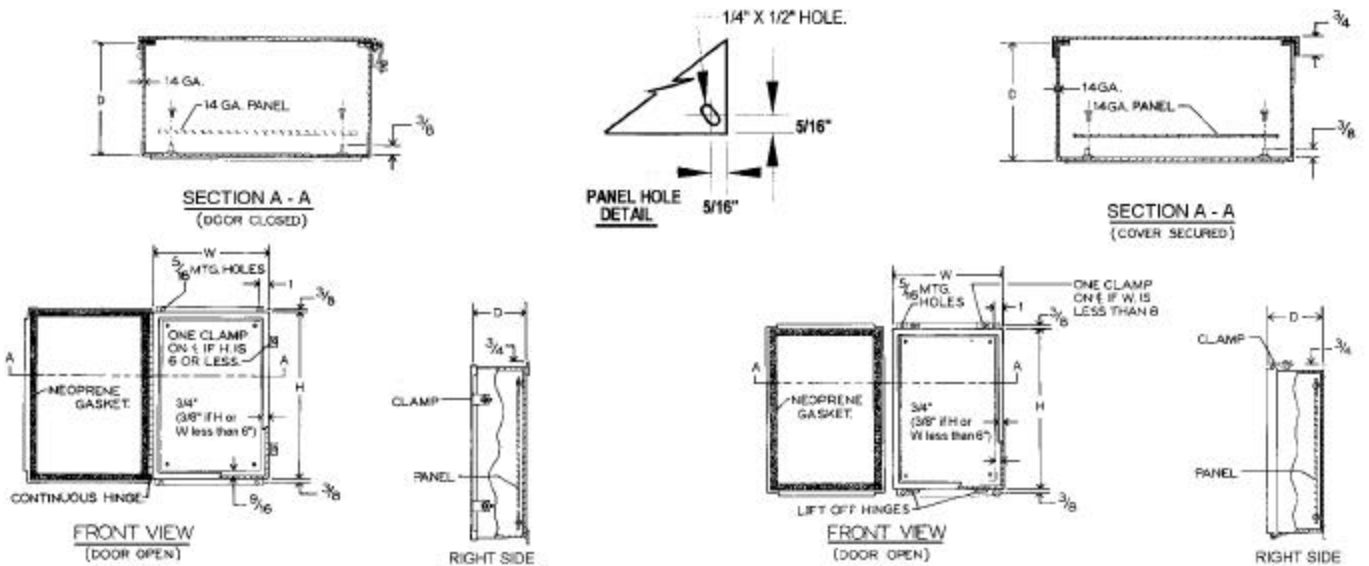 D
14 GA.
14 GA. PANEL
3/8
SECTION A - A
(DOOR CLOSED)
1/4" X 1/2" HOLE.
5/16"
5/16"
PANEL HOLE
DETAIL
3/4
D
14GA.
14GA. PANEL
3/8
SECTION A - A
(COVER SECURED)
W
5/16 MTG. HOLES
1
3/8
ONE CLAMP
ON ℄ IF H. IS
6 OR LESS.
A
A
H
NEOPRENE
GASKET.
3/4"
(3/8" if H or
W less than 6")
CONTINUOUS HINGE
9/16
3/8
FRONT VIEW
(DOOR OPEN)
D
3/4"
CLAMP
PANEL
RIGHT SIDE
W
5/16 MTG.
HOLES
1
ONE CLAMP
ON ℄ IF W. IS
LESS THAN 8
3/8
A
A
H
NEOPRENE
GASKET.
3/4"
(3/8" if H or
W less than 6")
LIFT OFF HINGES
3/8
FRONT VIEW
(DOOR OPEN)
D
CLAMP
3/4
PANEL
RIGHT SIDE